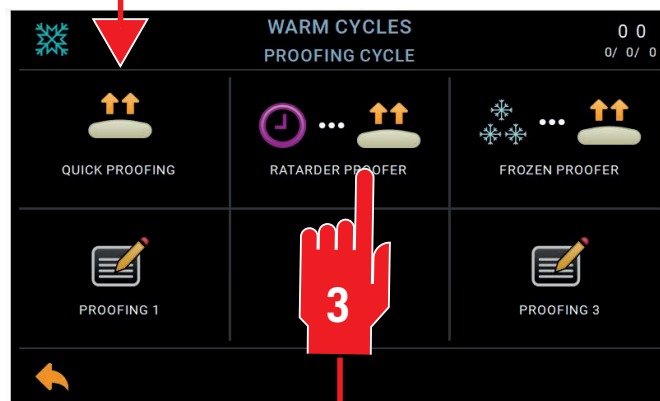 WARM CYCLES
0 0
PROOFING CYCLE
0/ 0/ 0
QUICK PROOFING
RATARDER PROOFER
FROZEN PROOFER
3
PROOFING 1
PROOFING 3